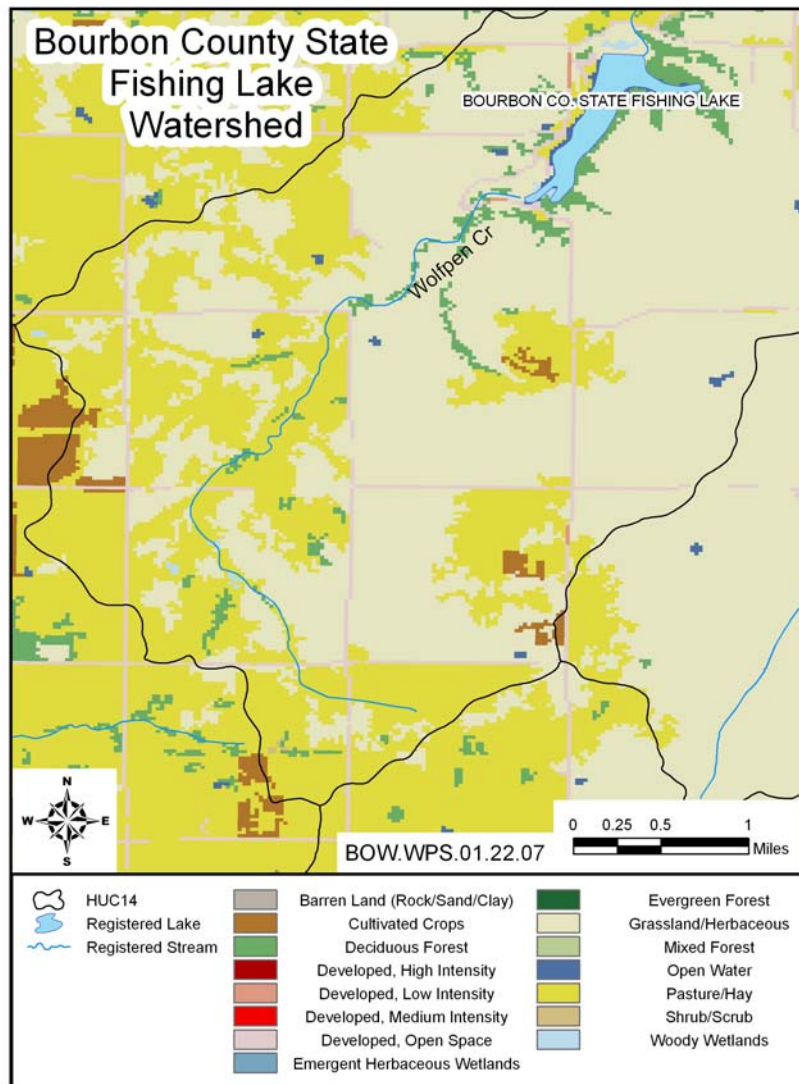 Bourbon County State
Fishing Lake
Watershed
BOURBON CO. STATE FISHING LAKE
Wolfpen Cr
N
W E
S
BOW.WPS.01.22.07
0 0.25 0.5 1
Miles
HUC14
Registered Lake
Registered Stream
Barren Land (Rock/Sand/Clay)
Cultivated Crops
Deciduous Forest
Developed, High Intensity
Developed, Low Intensity
Developed, Medium Intensity
Developed, Open Space
Emergent Herbaceous Wetlands
Evergreen Forest
Grassland/Herbaceous
Mixed Forest
Open Water
Pasture/Hay
Shrub/Scrub
Woody Wetlands